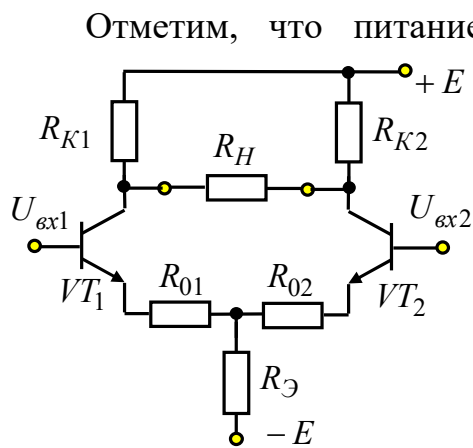 Отметим, что питание
+ E
R_{К1}
R_{К2}
R_Н
U_{вх1}
U_{вх2}
VT_1
R_{01}
R_{02}
VT_2
R_Э
– E